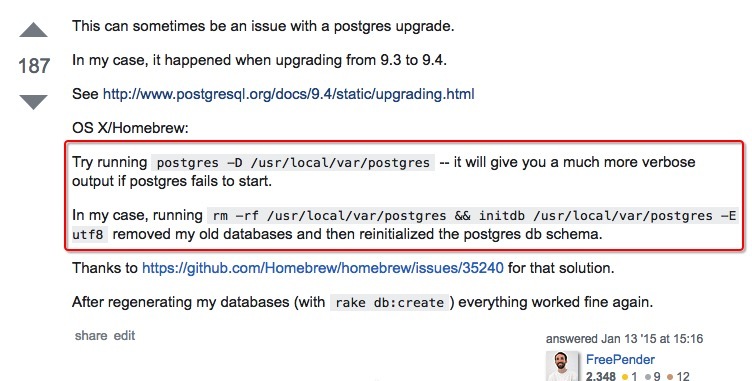 This can sometimes be an issue with a postgres upgrade.
187
In my case, it happened when upgrading from 9.3 to 9.4.
See http://www.postgresql.org/docs/9.4/static/upgrading.html
OS X/Homebrew:
Try running postgres -D /usr/local/var/postgres -- it will give you a much more verbose
output if postgres fails to start.
In my case, running rm -rf /usr/local/var/postgres && initdb /usr/local/var/postgres -E
utf8 removed my old databases and then reinitialized the postgres db schema.
Thanks to https://github.com/Homebrew/homebrew/issues/35240 for that solution.
After regenerating my databases (with rake db:create ) everything worked fine again.
share edit
answered Jan 13 '15 at 15:16
FreePender
2,348 ● 1 ● 9 ● 12